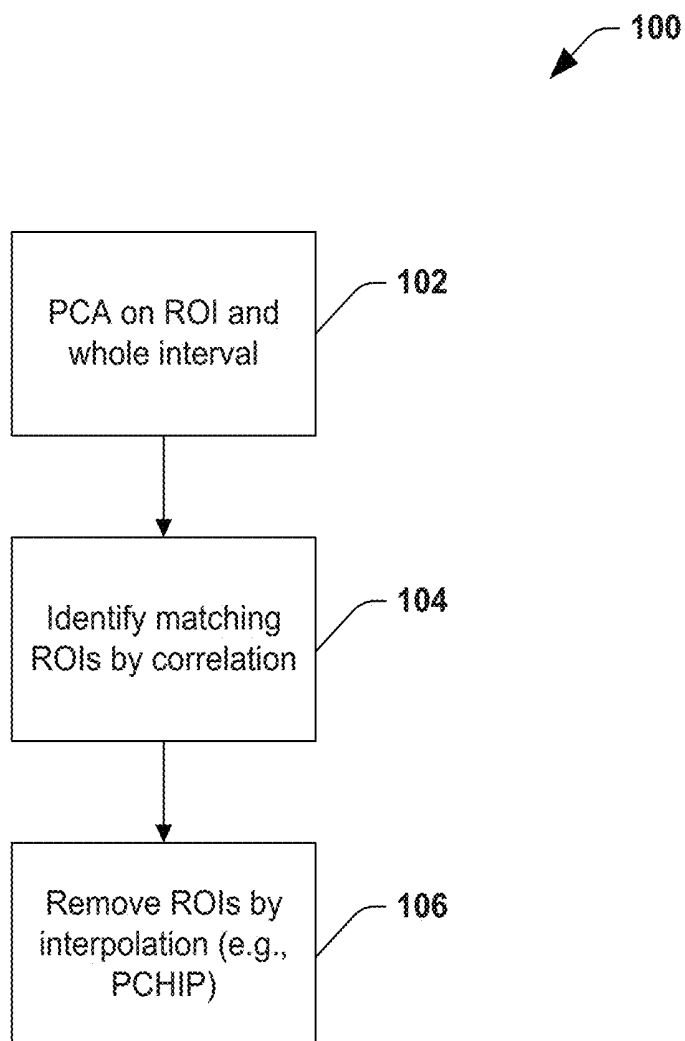 100
PCA on ROI and
whole interval
102
Identify matching
ROIs by correlation
104
Remove ROIs by
interpolation (e.g.,
PCHIP)
106